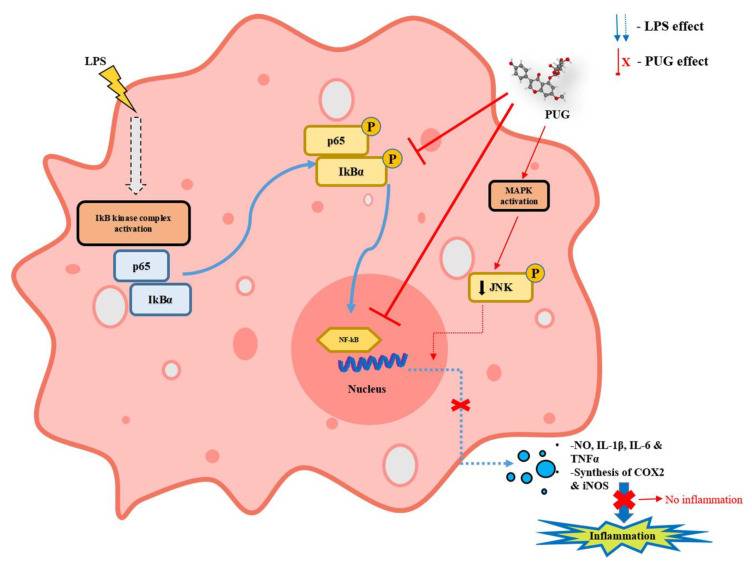 - LPS effect
X - PUG effect
LPS
P
p65
P
IkBα
PUG
MAPK
activation
IkB kinase complex
activation
p65
IkBα
P
JNK
NF-kB
Nucleus
• -NO, IL-1β, IL-6 &
TNFα
• -Synthesis of COX2
& iNOS
No inflammation
Inflammation